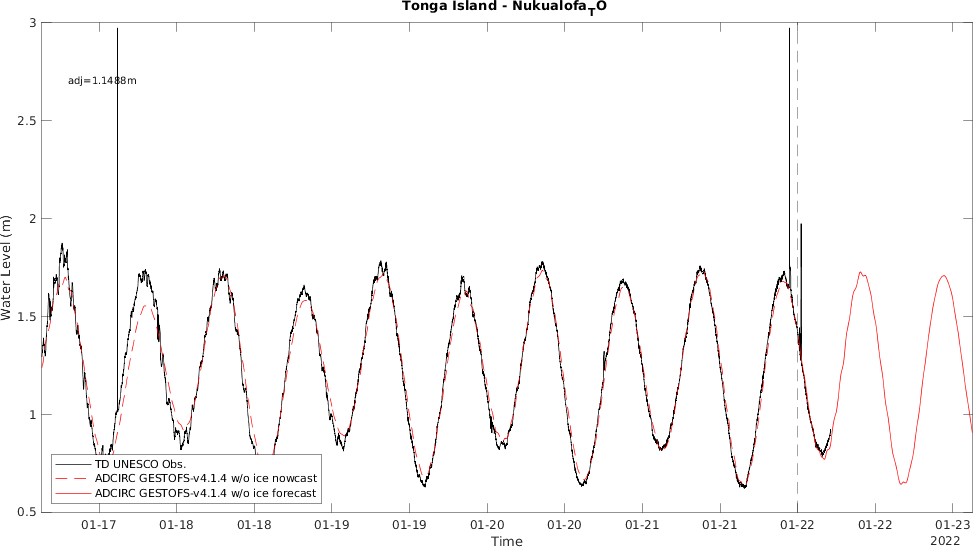 Tonga Island - Nukualofa_TO
adj=1.1488m
3
2.5
2
1.5
1
0.5
Water Level (m)
TD UNESCO Obs.
ADCIRC GESTOFS-v4.1.4 w/o ice nowcast
ADCIRC GESTOFS-v4.1.4 w/o ice forecast
01-17 01-18 01-18 01-19 01-19 01-20 01-20 01-21 01-21 01-22 01-22 01-23
Time
2022